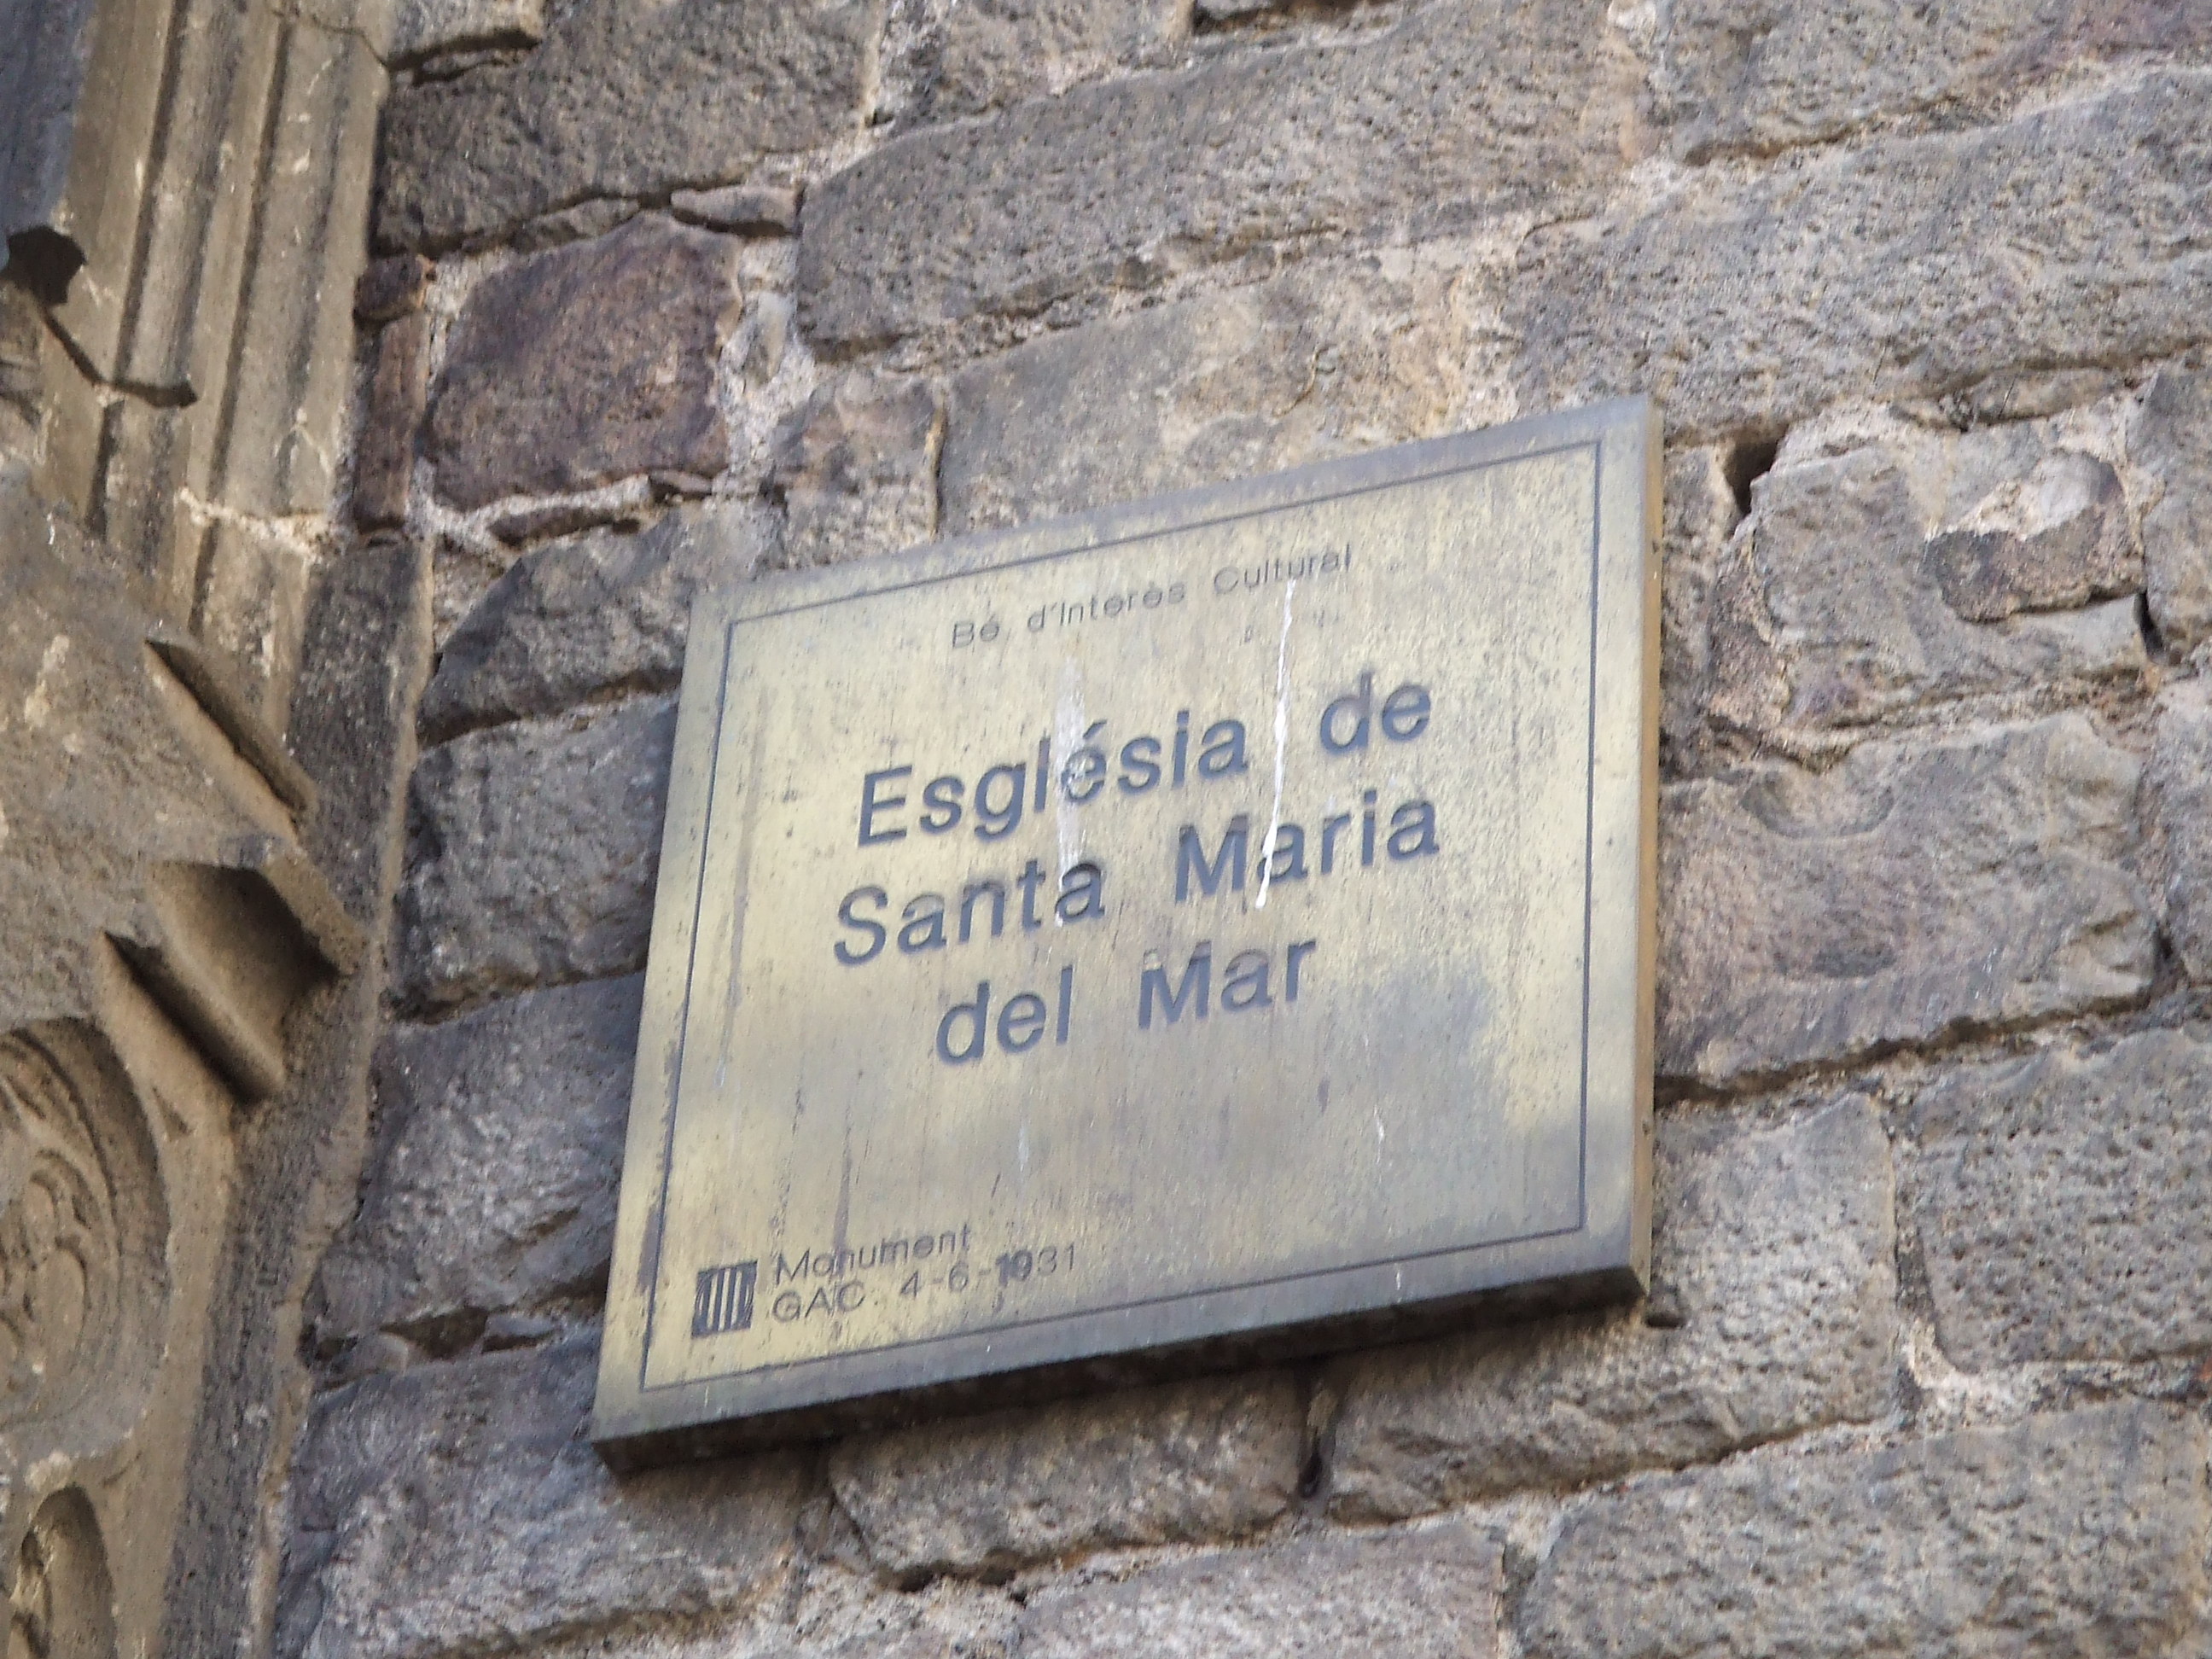 Bé d'Interès Cultural
Església de
Santa Maria
del Mar
Monument
GAC 4-6-1931